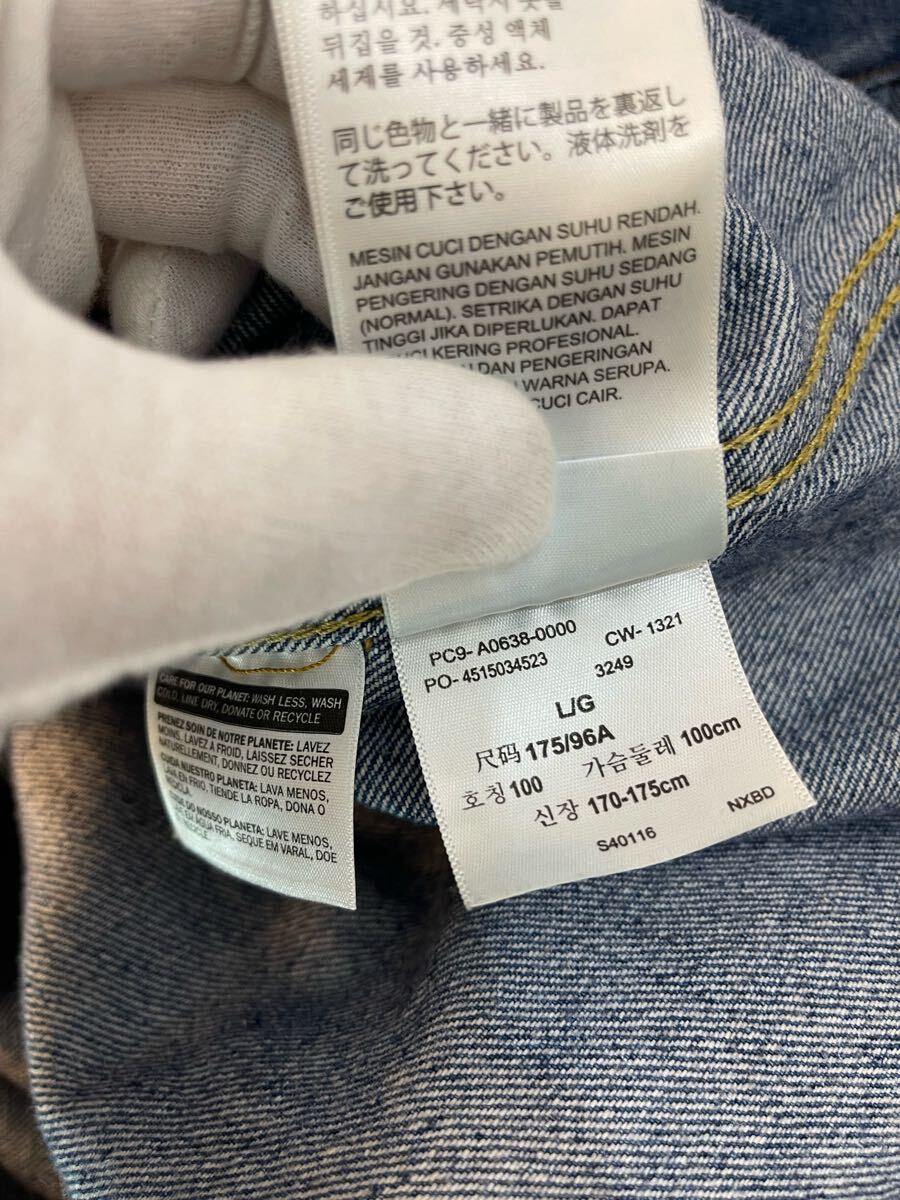 하십시오. 세탁시 옷을
뒤집을 것. 중성 액체
세제를 사용하세요.
同じ色物と一緒に製品を裏返し
て洗ってください。液体洗剤を
ご使用下さい。
MESIN CUCI DENGAN SUHU RENDAH.
JANGAN GUNAKAN PEMUTIH. MESIN
PENGERING DENGAN SUHU SEDANG
(NORMAL). SETRIKA DENGAN SUHU
TINGGI JIKA DIPERLUKAN. DAPAT
KERING PROFESIONAL.
DAN PENGERINGAN
WARNA SERUPA.
CUCI CAIR.
PC9- A0638-0000 CW- 1321
PO- 4515034523 3249
L/G
尺码 175/96A
호칭 100 가슴둘레 100cm
신장 170-175cm
S40116 NXBD
CARE FOR OUR PLANET: WASH LESS, WASH
COLD, LINE DRY, DONATE OR RECYCLE
PRENEZ SOIN DE NOTRE PLANETE: LAVEZ
MOINS, LAVEZ A FROID, LAISSEZ SECHER
NATURELLEMENT, DONNEZ OU RECYCLEZ
CUIDA NUESTRO PLANETA: LAVA MENOS,
LAVA EN FRIO, TIENDE LA ROPA, DONA O
DO NOSSO PLANETA: LAVE MENOS,
EM AGUA FRIA, SEQUE EM VARAL, DOE